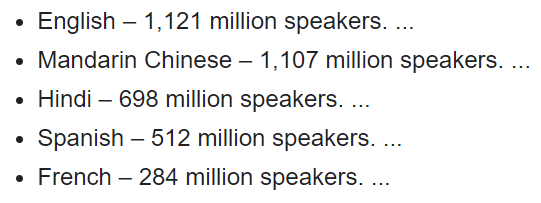 • English – 1,121 million speakers. ...
• Mandarin Chinese – 1,107 million speakers. ...
• Hindi – 698 million speakers. ...
• Spanish – 512 million speakers. ...
• French – 284 million speakers. ...